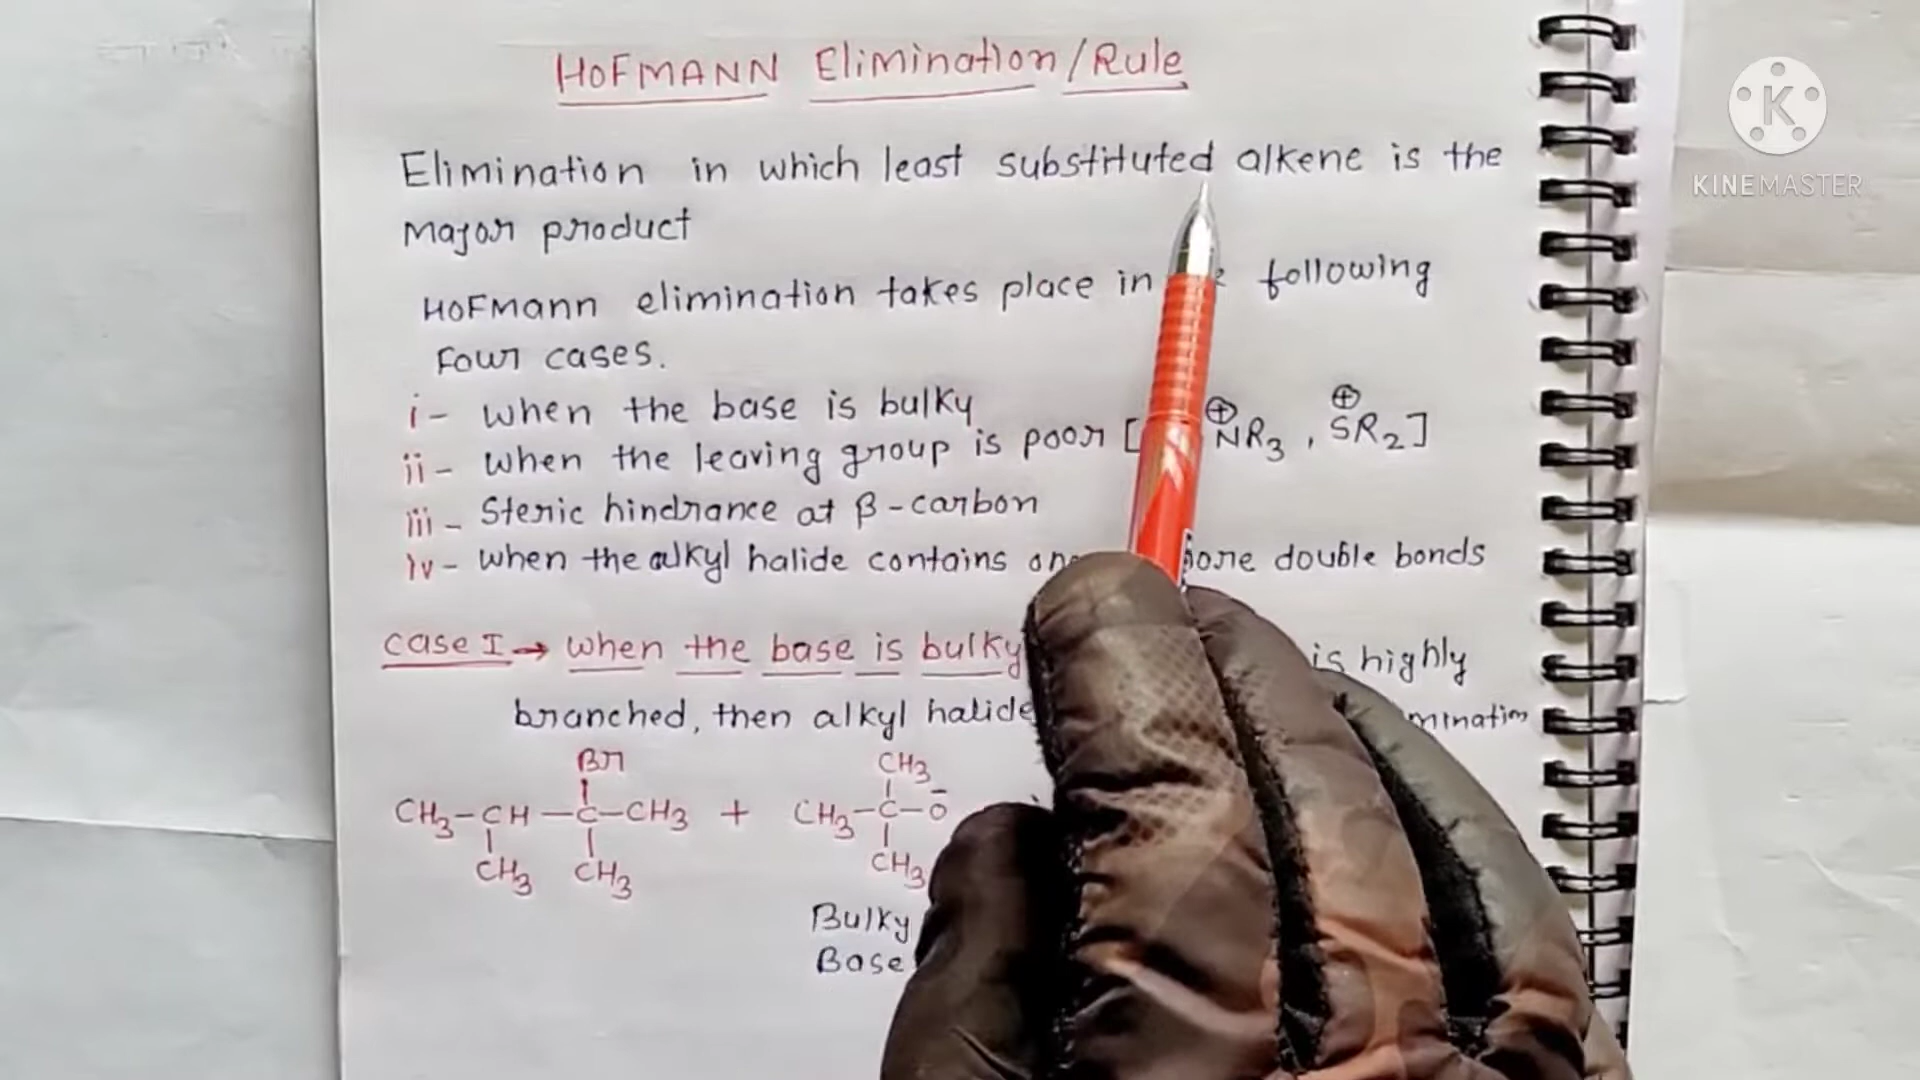 HOFMANN Elimination/Rule
Elimination in which least substituted alkene is the
major product
HOFMann elimination takes place in following
Four cases.
i- when the base is bulky
ii- when the leaving group is poor [ ⊕NR3, ⊕SR2]
iii- Steric hindrance at β-carbon
iv- when the alkyl halide contains more double bonds
case I → when the base is bulky is highly
branched, then alkyl halide
Br
CH3
CH3-CH-C-CH3 + CH3-C-Ō
CH3 CH3 CH3
Bulky
Base
K
KINEMASTER